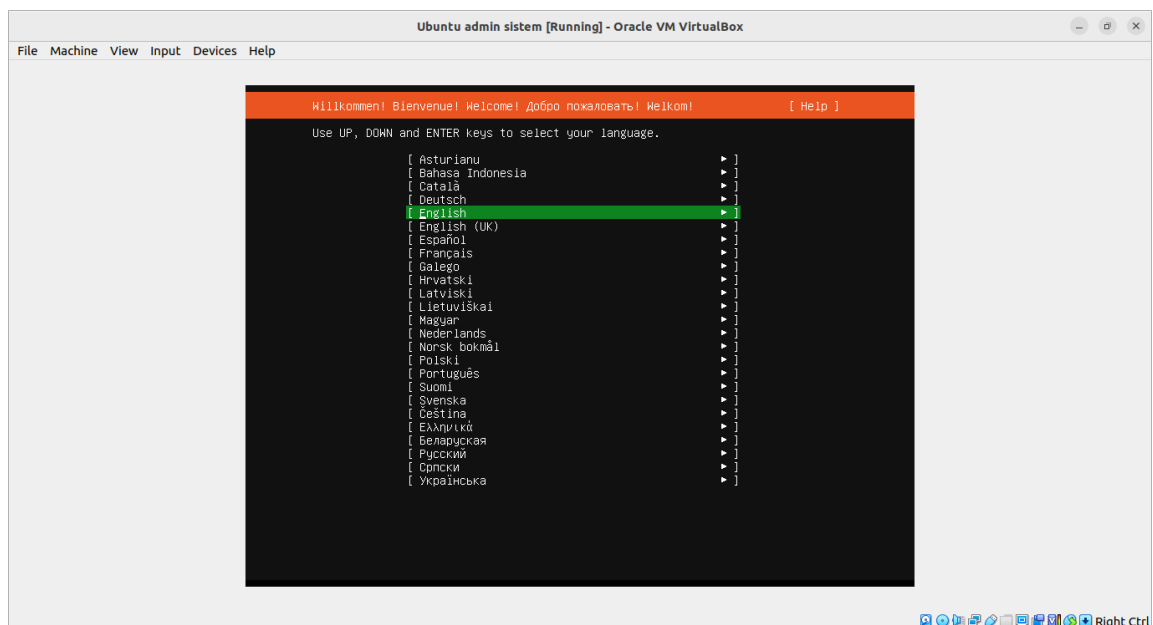 Ubuntu admin sistem [Running] - Oracle VM VirtualBox
File Machine View Input Devices Help
Willkommen! Bienvenue! Welcome! Добро пожаловать! Welkom! [ Help ]
Use UP, DOWN and ENTER keys to select your language.
[ Asturianu ► ]
[ Bahasa Indonesia ► ]
[ Català ► ]
[ Deutsch ► ]
[ English ► ]
[ English (UK) ► ]
[ Español ► ]
[ Français ► ]
[ Galego ► ]
[ Hrvatski ► ]
[ Latviski ► ]
[ Lietuviškai ► ]
[ Magyar ► ]
[ Nederlands ► ]
[ Norsk bokmål ► ]
[ Polski ► ]
[ Português ► ]
[ Suomi ► ]
[ Svenska ► ]
[ Čeština ► ]
[ Ελληνικά ► ]
[ Беларуская ► ]
[ Русский ► ]
[ Српски ► ]
[ Українська ► ]
Right Ctrl